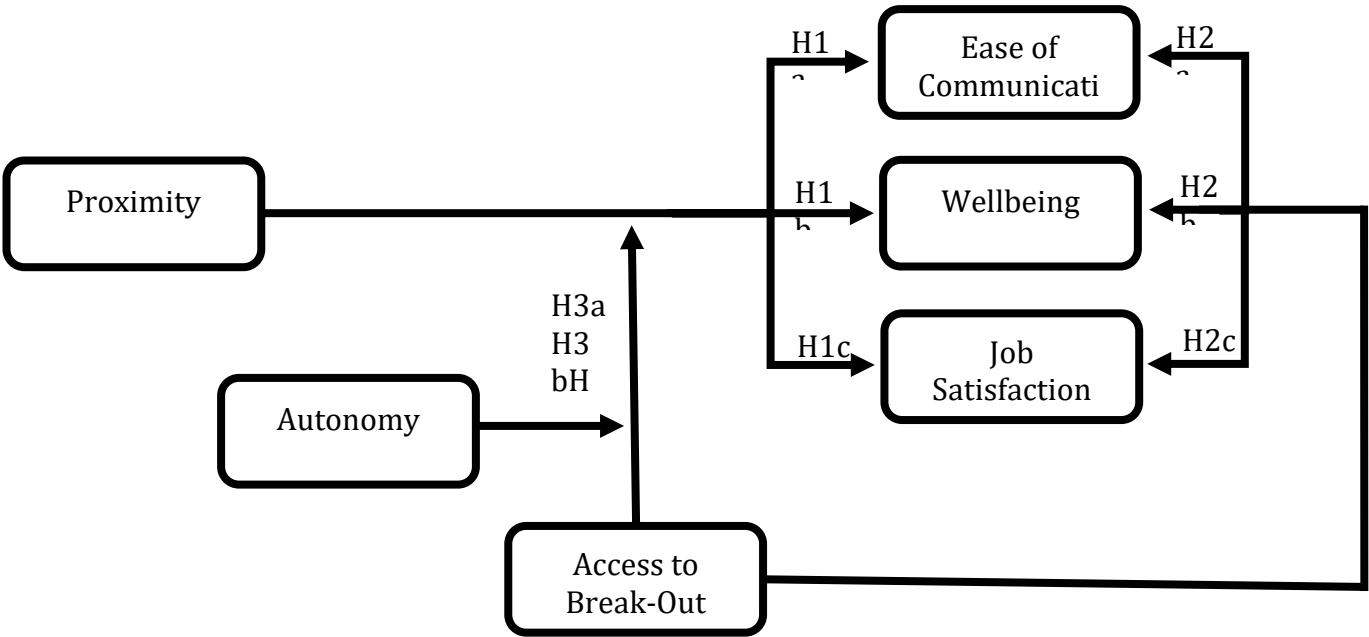 H1
Ease of
Communicati
H2
Proximity
H1
Wellbeing
H2
H3a
H3
bH
H1c
Job
Satisfaction
H2c
Autonomy
Access to
Break-Out